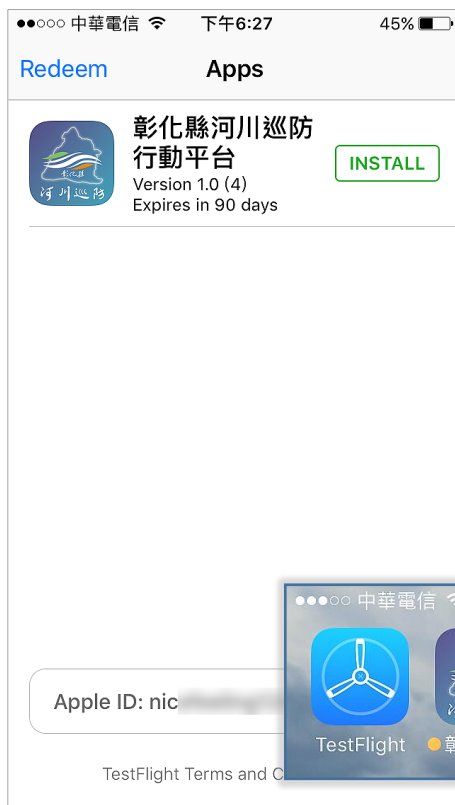 中華電信 下午6:27 45%
Redeem Apps
彰化縣河川巡防
行動平台
Version 1.0 (4)
Expires in 90 days
INSTALL
彰化縣
河川巡防
中華電信
TestFlight
Apple ID: nic
TestFlight Terms and C